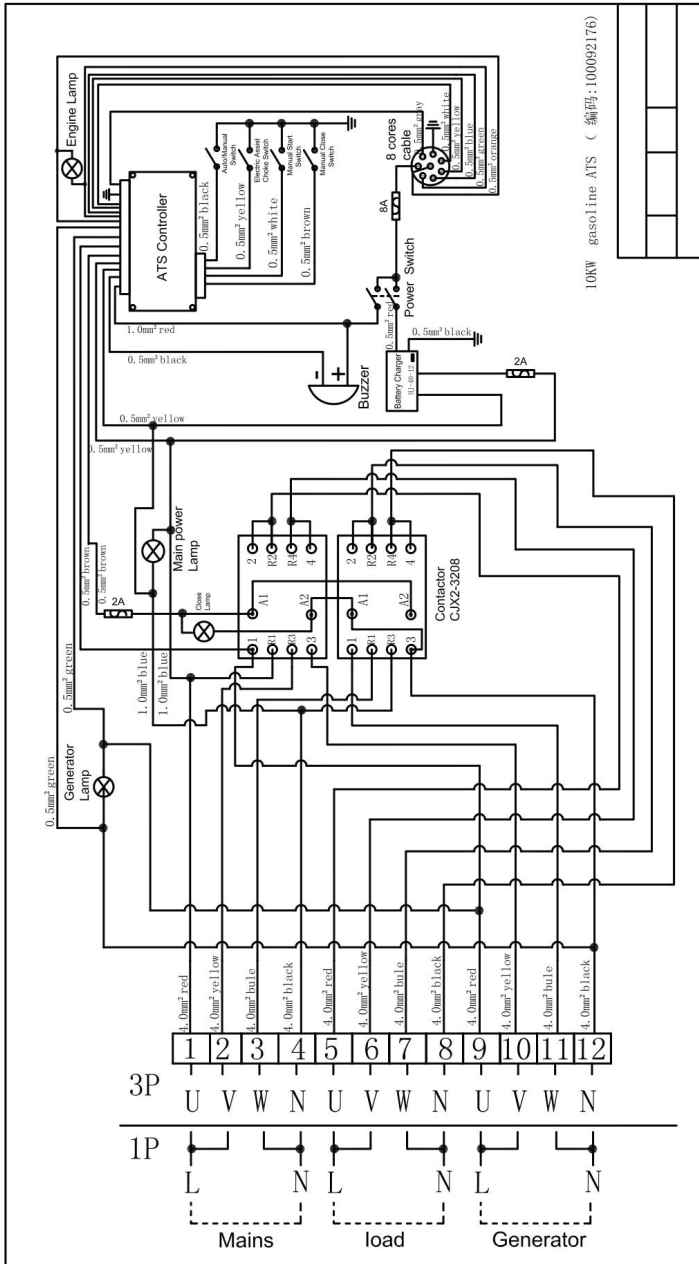 10KW gasoline ATS ( 编码:100092176)
Engine Lamp
ATS Controller
0.5mm² black
0.5mm² yellow
0.5mm² white
0.5mm² brown
Auto/Manual
Switch
Electric Assist
Choke Switch
Manual Start
Switch
Manual Close
Switch
8 cores
cable
0.5mm² gray
0.5mm² white
0.5mm² yellow
0.5mm² blue
0.5mm² green
0.5mm² orange
8A
Power Switch
1.0mm² red
0.5mm² black
0.5mm² red
0.5mm² black
- +
Buzzer
Battery Charger
HJ-40-12
2A
0.5mm² yellow
0.5mm² yellow
Main power
Lamp
0.5mm² brown
0.5mm² brown
2A
Close
Lamp
2 R2 R4 4
A1 A2
1 R1 R3 3
2 R2 R4 4
A1 A2
1 R1 R3 3
Contactor
CJX2-3208
0.5mm² green
1.0mm² blue
1.0mm² blue
0.5mm² green
Generator
Lamp
4.0mm² red
4.0mm² yellow
4.0mm² bule
4.0mm² black
4.0mm² red
4.0mm² yellow
4.0mm² bule
4.0mm² black
4.0mm² red
4.0mm² yellow
4.0mm² bule
4.0mm² black
1 2 3 4 5 6 7 8 9 10 11 12
3P
U V W N U V W N U V W N
1P
L N L N L N
Mains load Generator